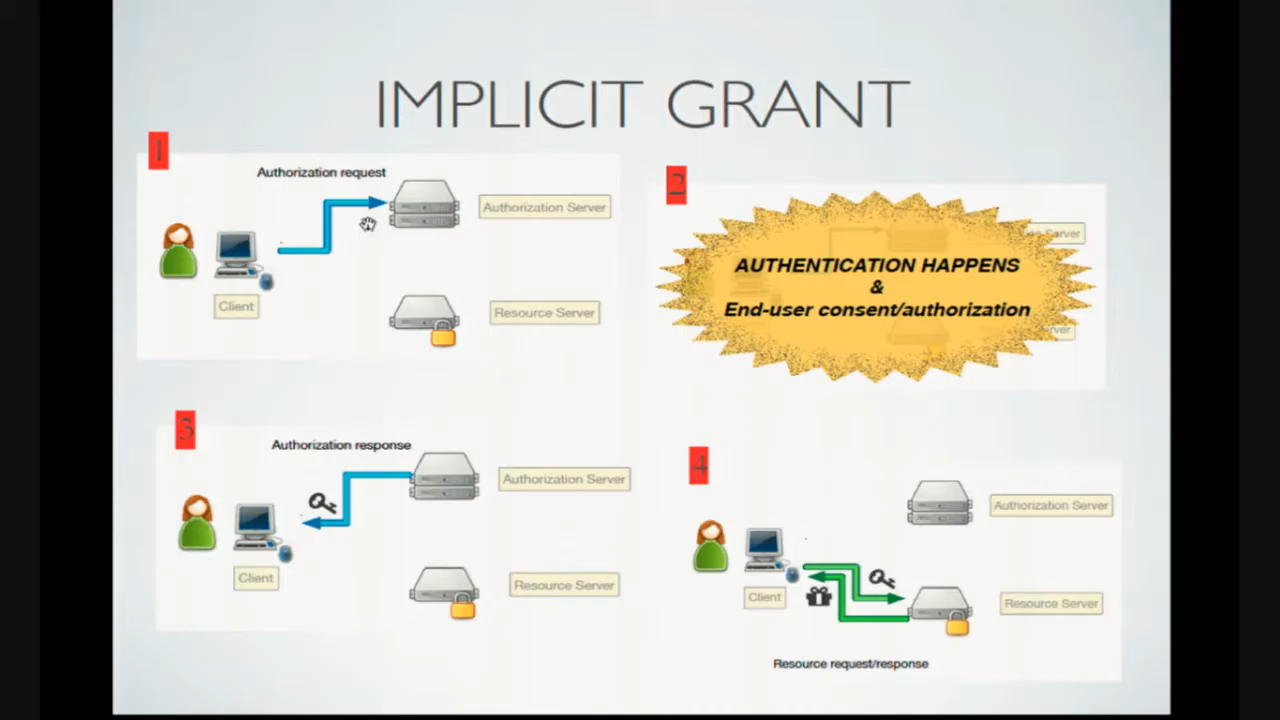 IMPLICIT GRANT
1
Authorization request
Authorization Server
Client
Resource Server
2
AUTHENTICATION HAPPENS
&
End-user consent/authorization
Server
3
Authorization response
Authorization Server
Client
Resource Server
4
Authorization Server
Client
Resource Server
Resource request/response